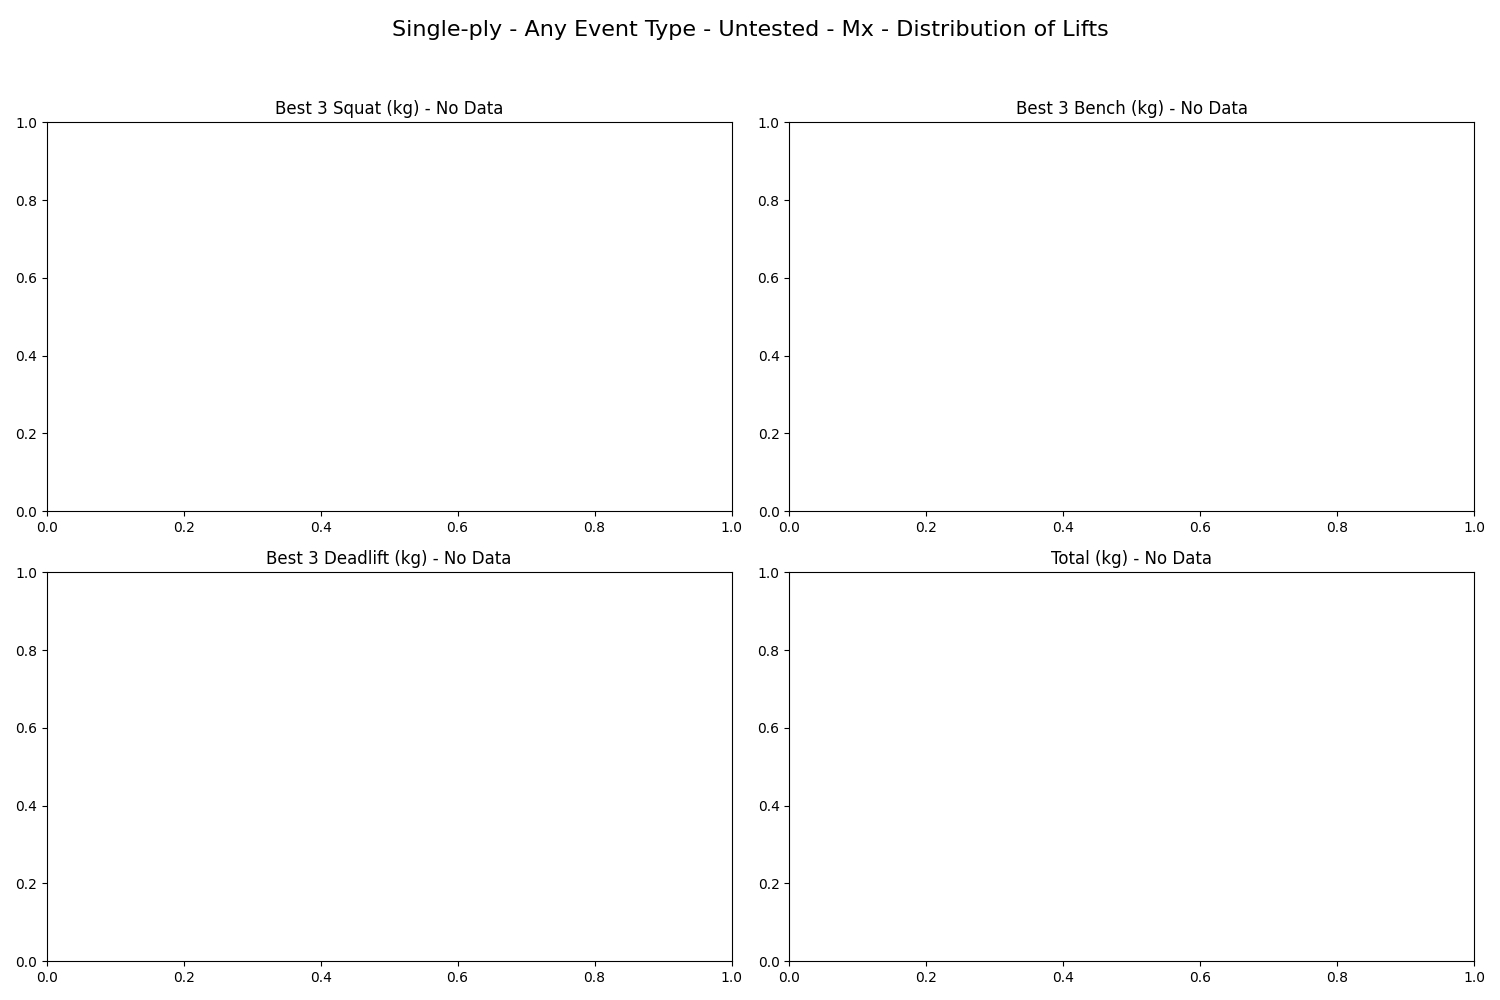 Single-ply - Any Event Type - Untested - Mx - Distribution of Lifts
Best 3 Squat (kg) - No Data
1.0
0.8
0.6
0.4
0.2
0.0
0.0 0.2 0.4 0.6 0.8 1.0
Best 3 Bench (kg) - No Data
1.0
0.8
0.6
0.4
0.2
0.0
0.0 0.2 0.4 0.6 0.8 1.0
Best 3 Deadlift (kg) - No Data
1.0
0.8
0.6
0.4
0.2
0.0
0.0 0.2 0.4 0.6 0.8 1.0
Total (kg) - No Data
1.0
0.8
0.6
0.4
0.2
0.0
0.0 0.2 0.4 0.6 0.8 1.0